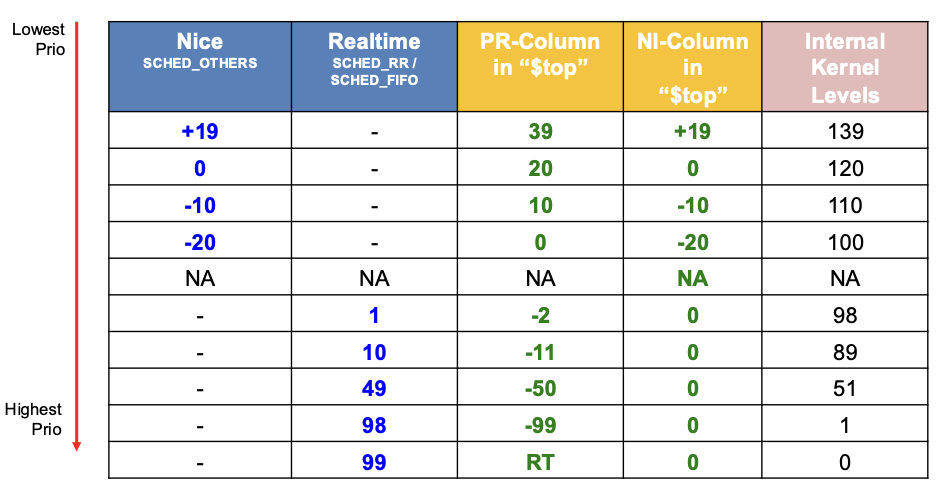 Lowest
Prio
Nice
SCHED_OTHERS
Realtime
SCHED_RR /
SCHED_FIFO
PR-Column
in “$top”
NI-Column
in
“$top”
Internal
Kernel
Levels
+19 - 39 +19 139
0 - 20 0 120
-10 - 10 -10 110
-20 - 0 -20 100
NA NA NA NA NA
- 1 -2 0 98
- 10 -11 0 89
- 49 -50 0 51
Highest
Prio
- 98 -99 0 1
- 99 RT 0 0